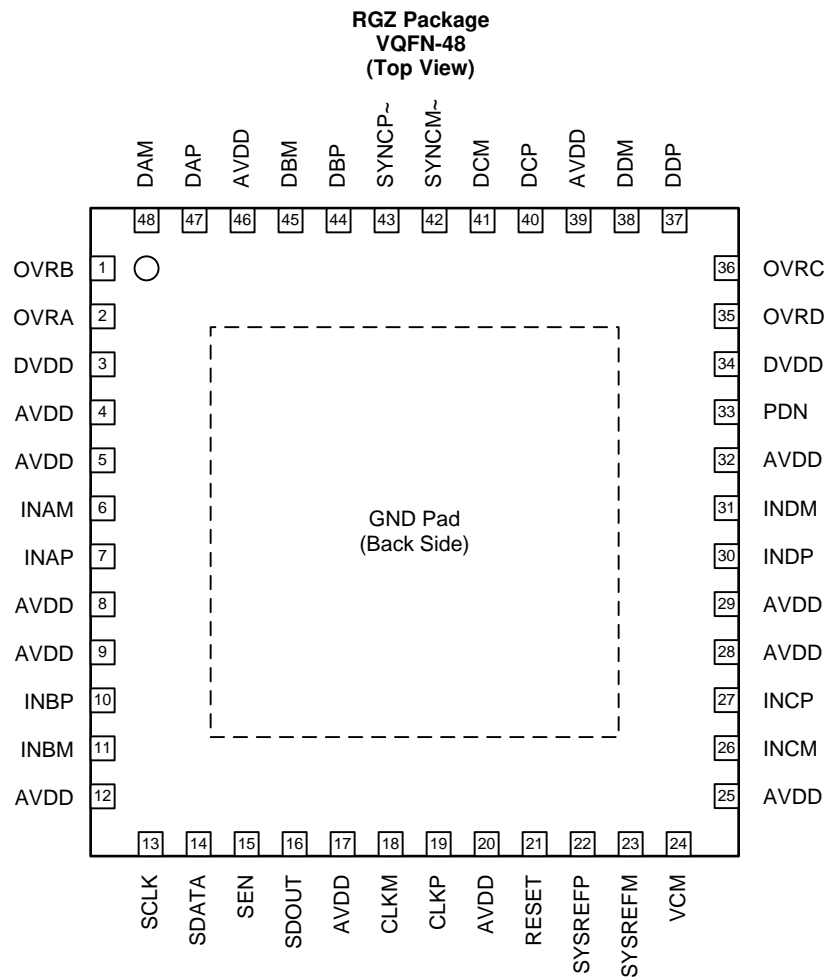 RGZ Package
VQFN-48
(Top View)
DAM
DAP
AVDD
DBM
DBP
SYNCP~
SYNCM~
DCM
DCP
AVDD
DDM
DDP
48 47 46 45 44 43 42 41 40 39 38 37
OVRB 1 36 OVRC
OVRA 2 35 OVRD
DVDD 3 34 DVDD
AVDD 4 33 PDN
AVDD 5 32 AVDD
INAM 6 31 INDM
GND Pad
(Back Side)
INAP 7 30 INDP
AVDD 8 29 AVDD
AVDD 9 28 AVDD
INBP 10 27 INCP
INBM 11 26 INCM
AVDD 12 25 AVDD
13 14 15 16 17 18 19 20 21 22 23 24
SCLK
SDATA
SEN
SDOUT
AVDD
CLKM
CLKP
AVDD
RESET
SYSREFP
SYSREFM
VCM